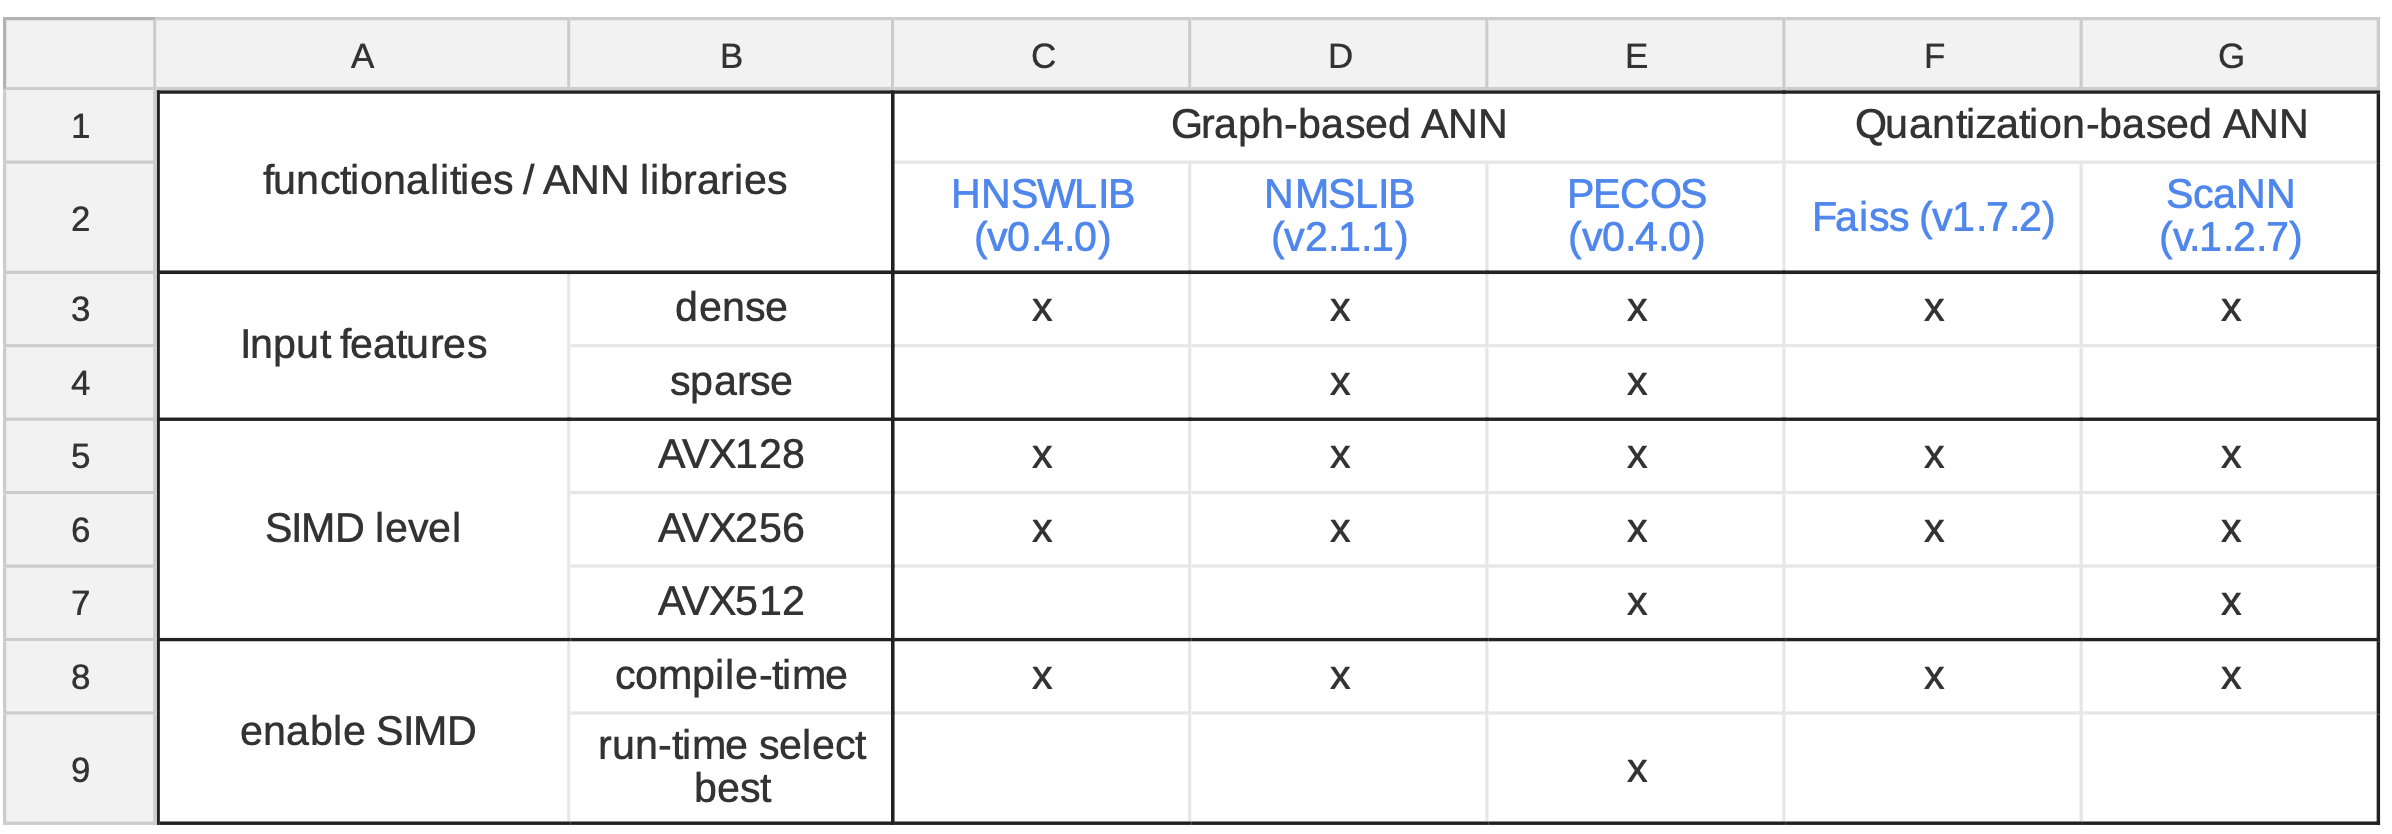 A B C D E F G
1 Graph-based ANN Quantization-based ANN
functionalities / ANN libraries
2 HNSWLIB (v0.4.0) NMSLIB (v2.1.1) PECOS (v0.4.0) Faiss (v1.7.2) ScaNN (v.1.2.7)
3 Input features dense x x x x x
4 sparse x x
5 AVX128 x x x x x
6 SIMD level AVX256 x x x x x
7 AVX512 x x
8 enable SIMD compile-time x x x x
9 run-time select best x